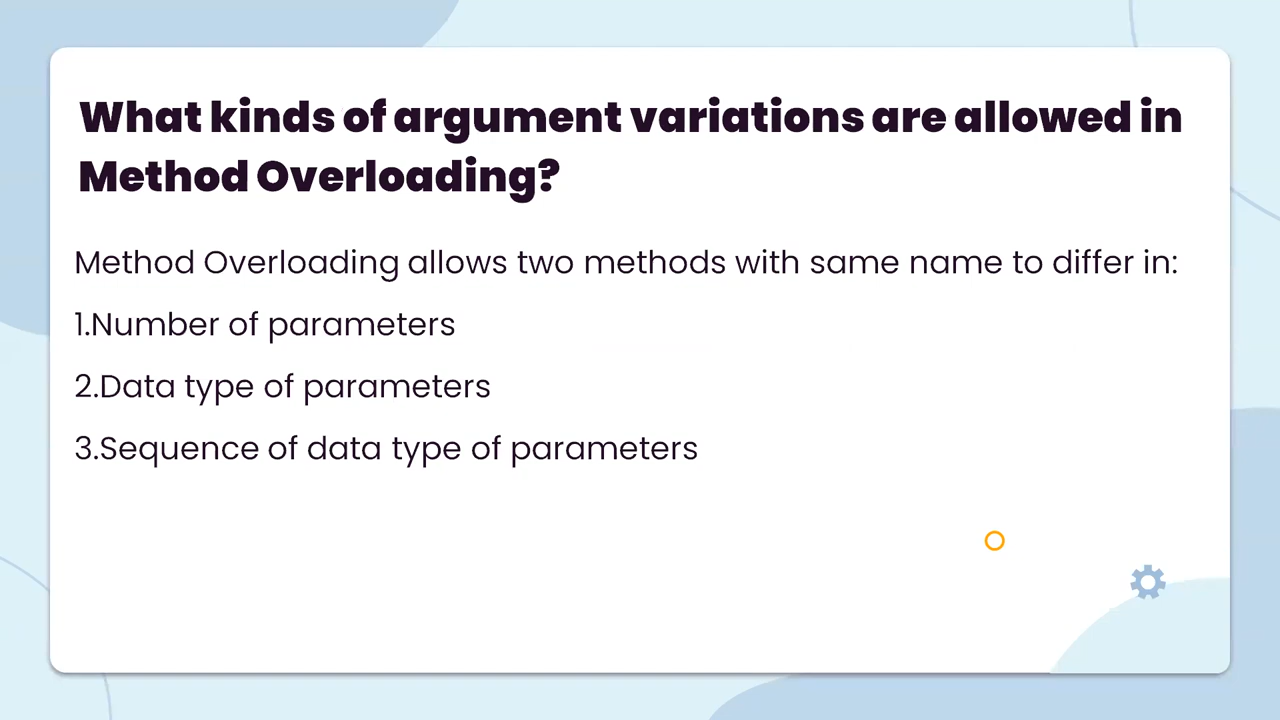 What kinds of argument variations are allowed in
Method Overloading?
Method Overloading allows two methods with same name to differ in:
1.Number of parameters
2.Data type of parameters
3.Sequence of data type of parameters